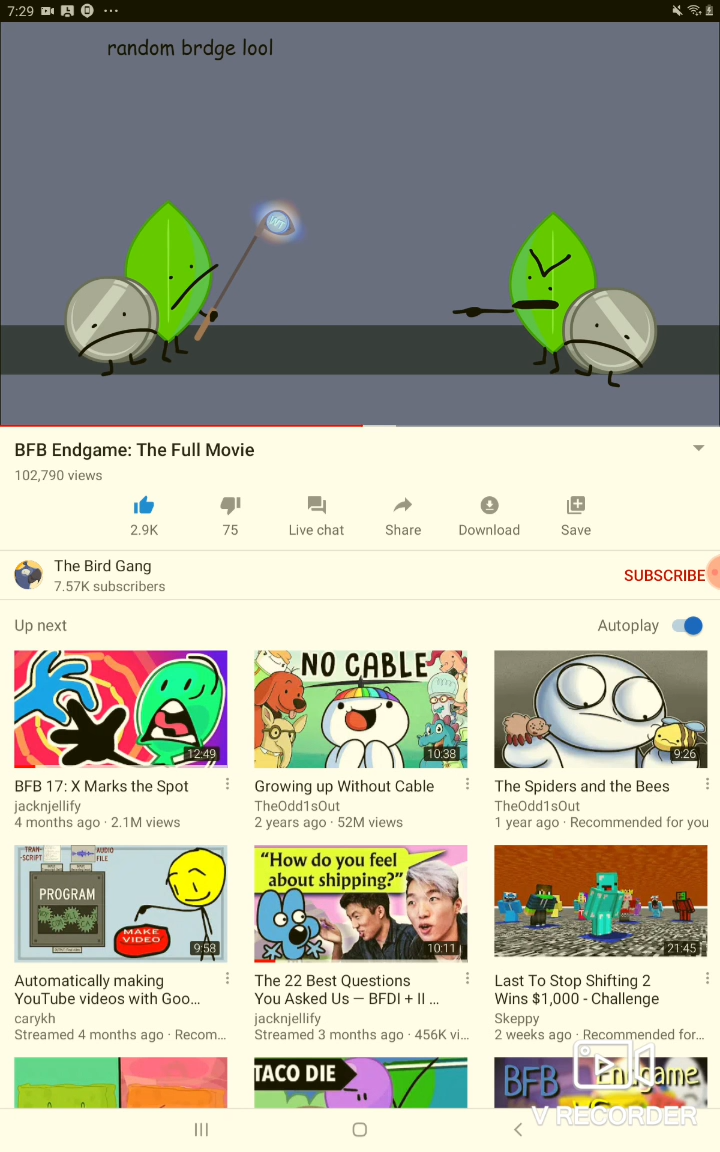 7:29
random brdge lool
BFB Endgame: The Full Movie
102,790 views
2.9K
75
Live chat
Share
Download
Save
The Bird Gang
7.57K subscribers
SUBSCRIBE
Up next
Autoplay
12:49
NO CABLE
10:38
9:26
BFB 17: X Marks the Spot
jacknjellify
4 months ago · 2.1M views
Growing up Without Cable
TheOdd1sOut
2 years ago · 52M views
The Spiders and the Bees
TheOdd1sOut
1 year ago · Recommended for you
TRAN-
-SCRIPT
AUDIO
FILE
PROGRAM
MAKE
VIDEO
9:58
"How do you feel
about shipping?"
10:11
21:45
Automatically making
YouTube videos with Goo...
carykh
Streamed 4 months ago · Recom...
The 22 Best Questions
You Asked Us — BFDI + II ...
jacknjellify
Streamed 3 months ago · 456K vi...
Last To Stop Shifting 2
Wins $1,000 - Challenge
Skeppy
2 weeks ago · Recommended for...
TACO DIE
BFB Endgame
V RECORDER